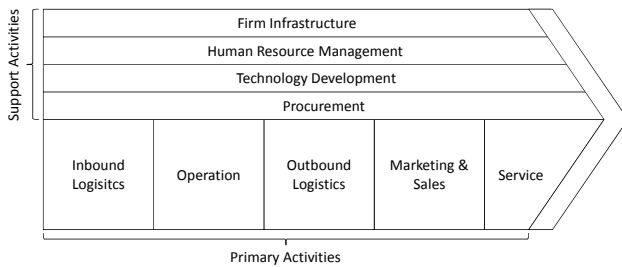 Support Activities
Firm Infrastructure
Human Resource Management
Technology Development
Procurement
Inbound
Logisitcs
Operation
Outbound
Logistics
Marketing &
Sales
Service
Primary Activities